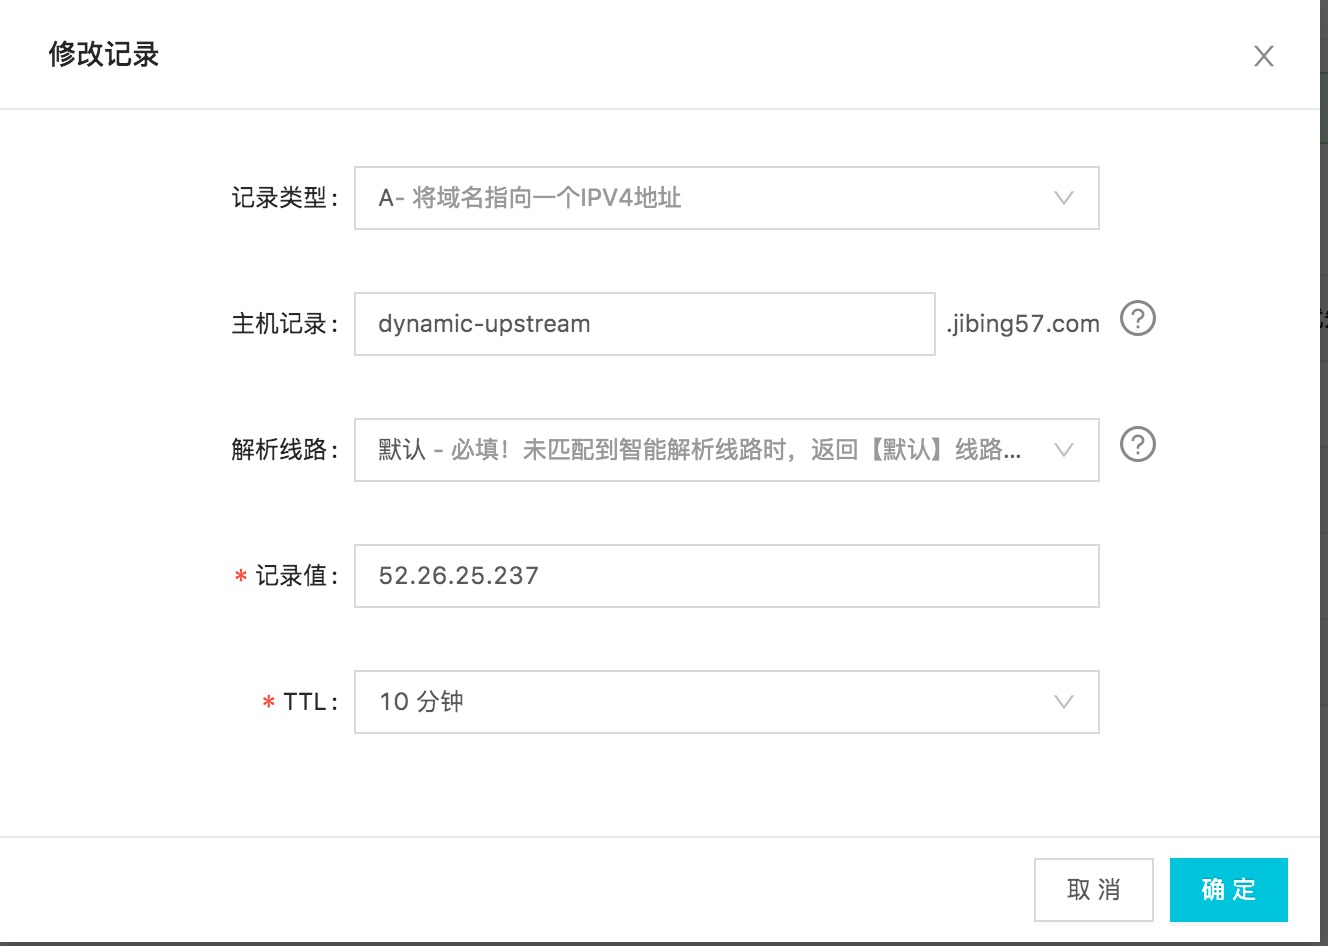 修改记录
记录类型： A- 将域名指向一个IPV4地址
主机记录： dynamic-upstream .jibing57.com
解析线路： 默认 - 必填！未匹配到智能解析线路时，返回【默认】线路...
* 记录值： 52.26.25.237
* TTL： 10 分钟
取 消 确 定